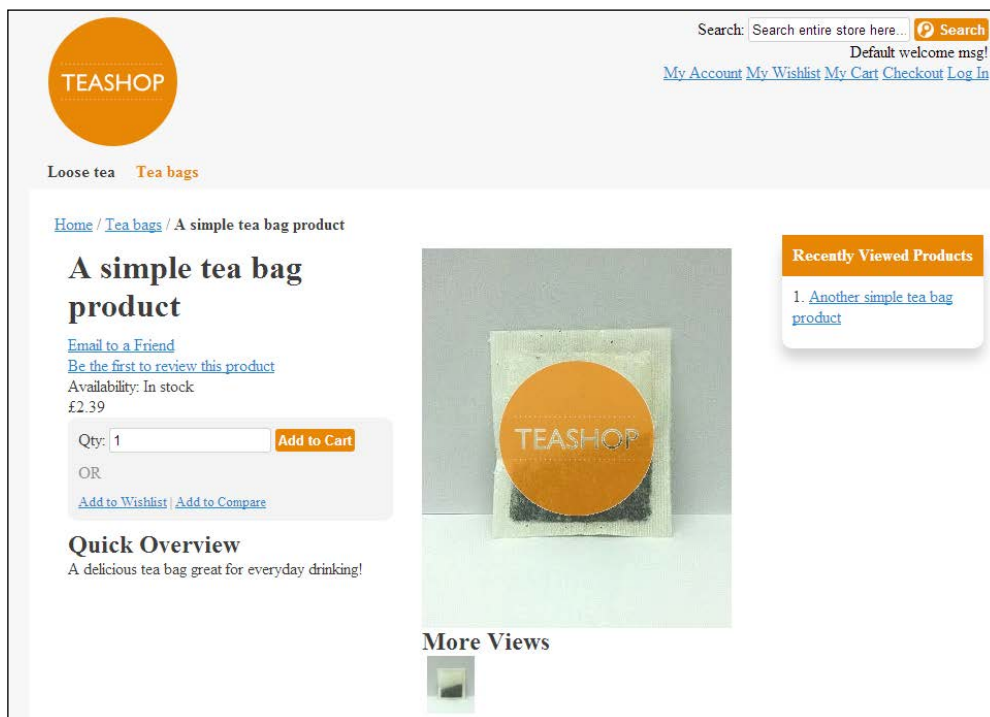 TEASHOP
Search: Search entire store here... Search
Default welcome msg!
My Account My Wishlist My Cart Checkout Log In
Loose tea Tea bags
Home / Tea bags / A simple tea bag product
A simple tea bag
product
Email to a Friend
Be the first to review this product
Availability: In stock
£2.39
Qty: 1 Add to Cart
OR
Add to Wishlist | Add to Compare
Quick Overview
A delicious tea bag great for everyday drinking!
TEASHOP
More Views
Recently Viewed Products
1. Another simple tea bag
product